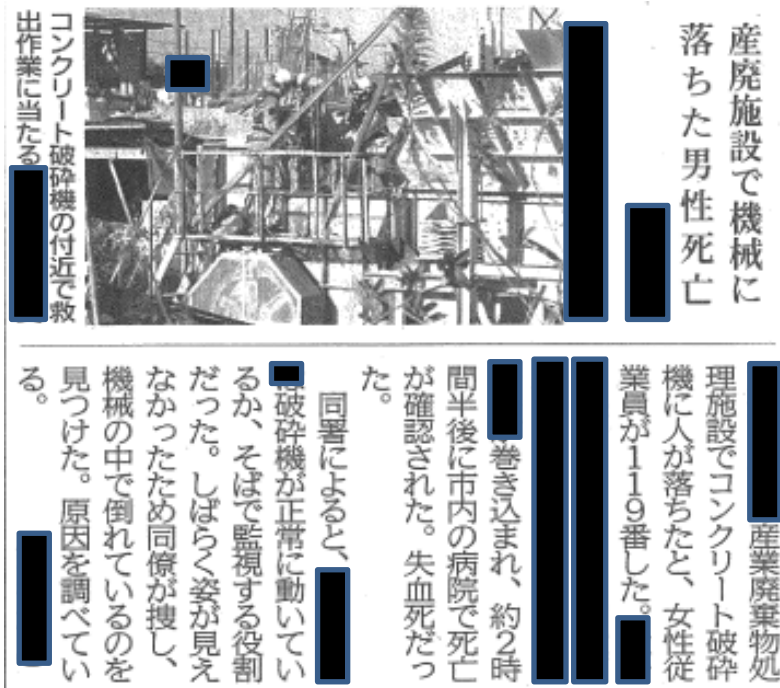 産廃施設で機械に
落ちた男性死亡
コンクリート破砕機の付近で救
出作業に当たる
産業廃棄物処
理施設でコンクリート破砕
機に人が落ちたと、女性従
業員が119番した。
巻き込まれ、約2時
間半後に市内の病院で死亡
が確認された。失血死だっ
た。
同署によると、
は破砕機が正常に動いてい
るか、そばで監視する役割
だった。しばらく姿が見え
なかったため同僚が捜し、
機械の中で倒れているのを
見つけた。原因を調べてい
る。